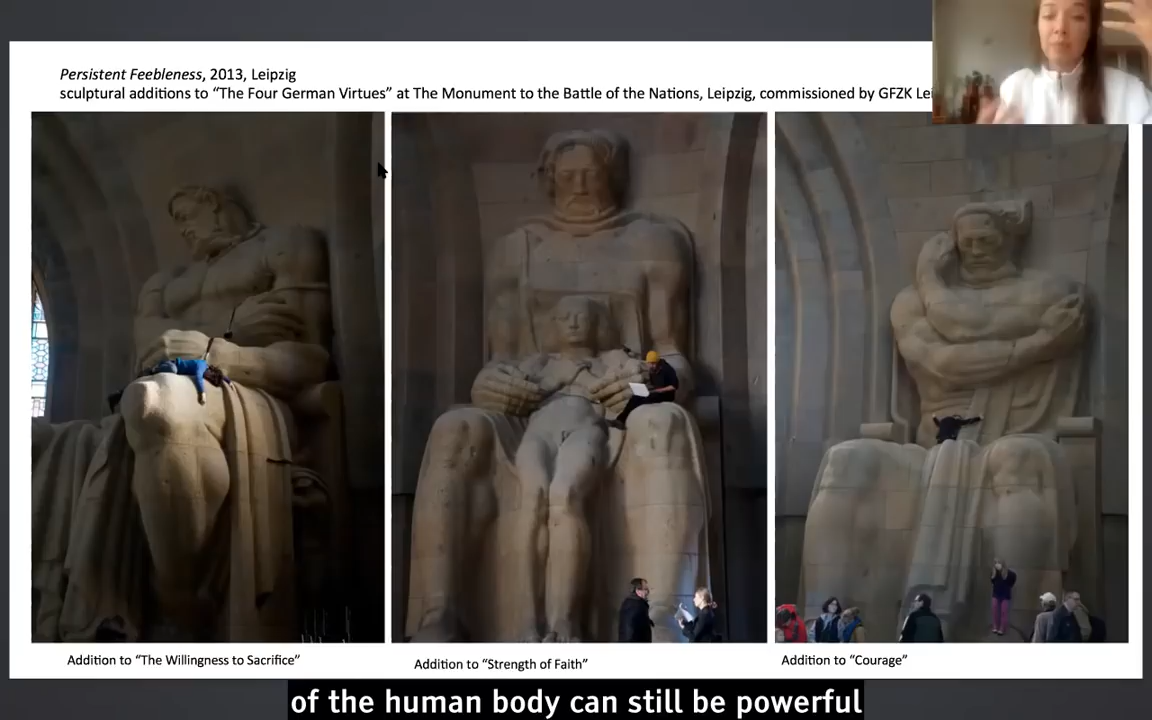 Persistent Feebleness, 2013, Leipzig
sculptural additions to “The Four German Virtues” at The Monument to the Battle of the Nations, Leipzig, commissioned by GFZK Lei
Addition to “The Willingness to Sacrifice”
Addition to “Strength of Faith”
Addition to “Courage”
of the human body can still be powerful